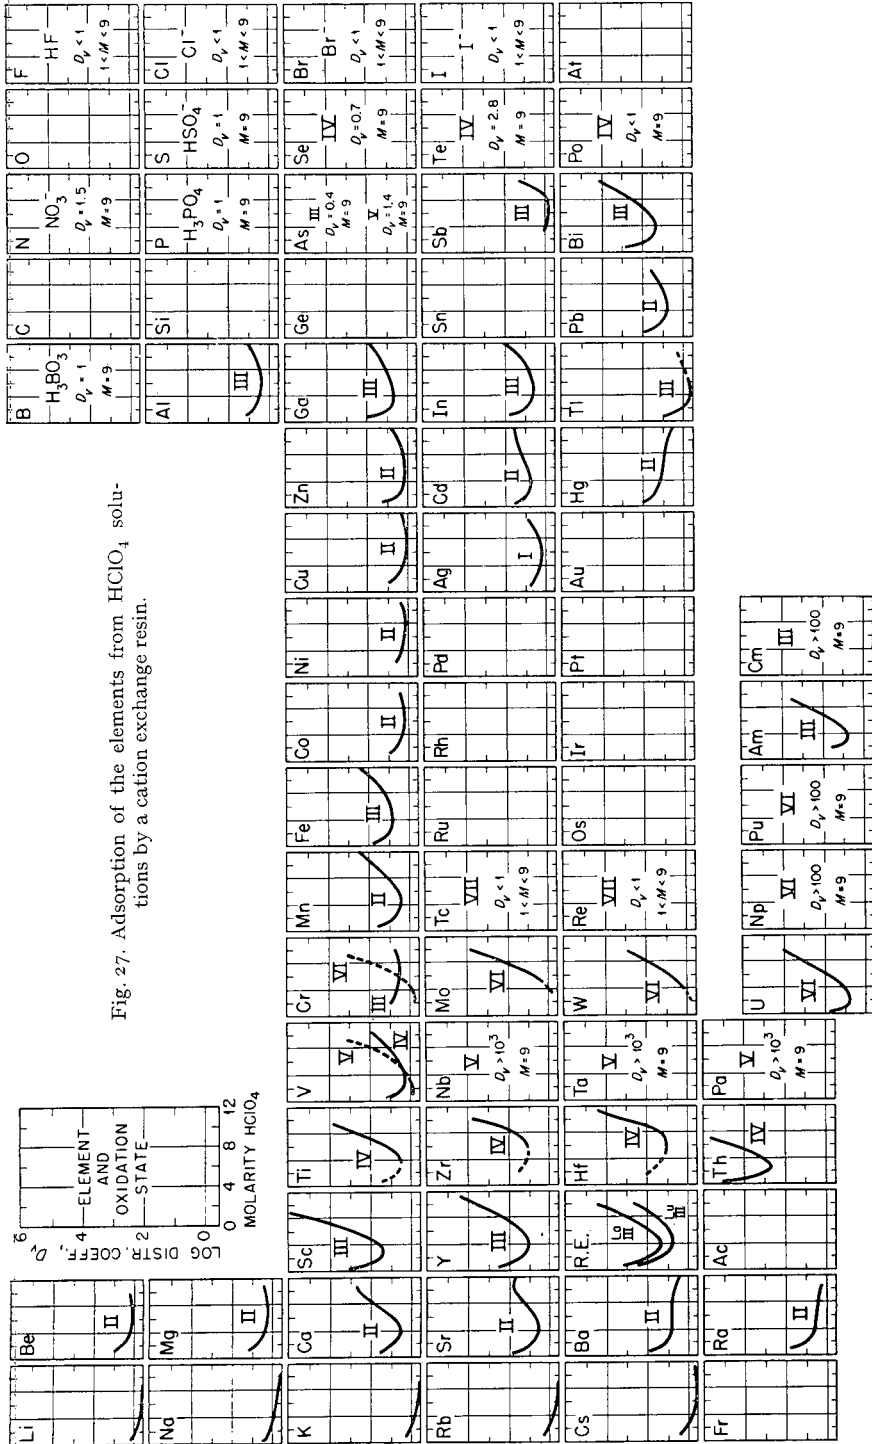 Fig. 27. Adsorption of the elements from HClO₄ solu-
tions by a cation exchange resin.
LOG DISTR. COEFF., Dᵥ
6
4
2
0
ELEMENT
AND
OXIDATION
STATE
0 4 8 12
MOLARITY HClO₄
Li
Be
II
B
H₃BO₃
Dᵥ = 1
M = 9
C
N
NO₃⁻
Dᵥ = 1.5
M = 9
O
F
HF
Dᵥ < 1
1 < M < 9
Na
Mg
II
Al
III
Si
P
H₃PO₄
Dᵥ = 1
M = 9
S
HSO₄⁻
Dᵥ = 1
M = 9
Cl
Cl⁻
Dᵥ < 1
1 < M < 9
K
Ca
II
Sc
III
Ti
IV
V
V
IV
Cr
III
VI
Mn
II
Fe
III
Co
II
Ni
II
Cu
II
Zn
II
Ga
III
Ge
As
III
Dᵥ = 0.4
M = 9
V
Dᵥ = 1.4
M = 9
Se
IV
Dᵥ = 0.7
M = 9
Br
Br⁻
Dᵥ < 1
1 < M < 9
Rb
Sr
II
Y
III
Zr
IV
Nb
V
Dᵥ > 10³
M = 9
Mo
VI
Tc
VII
Dᵥ < 1
1 < M < 9
Ru
Rh
Pd
Ag
I
Cd
II
In
III
Sn
Sb
III
Te
IV
Dᵥ = 2.8
M = 9
I
I⁻
Dᵥ < 1
1 < M < 9
Cs
Ba
II
R.E.
La
III
Lu
III
Hf
IV
Ta
V
Dᵥ > 10³
M = 9
W
VI
Re
VII
Dᵥ < 1
1 < M < 9
Os
Ir
Pt
Au
Hg
II
Tl
III
Pb
II
Bi
III
Po
IV
Dᵥ < 1
M = 9
At
Fr
Ra
II
Ac
Th
IV
Pa
V
Dᵥ > 10³
M = 9
U
VI
Np
VI
Dᵥ > 100
M = 9
Pu
VI
Dᵥ > 100
M = 9
Am
III
Cm
III
Dᵥ > 100
M = 9